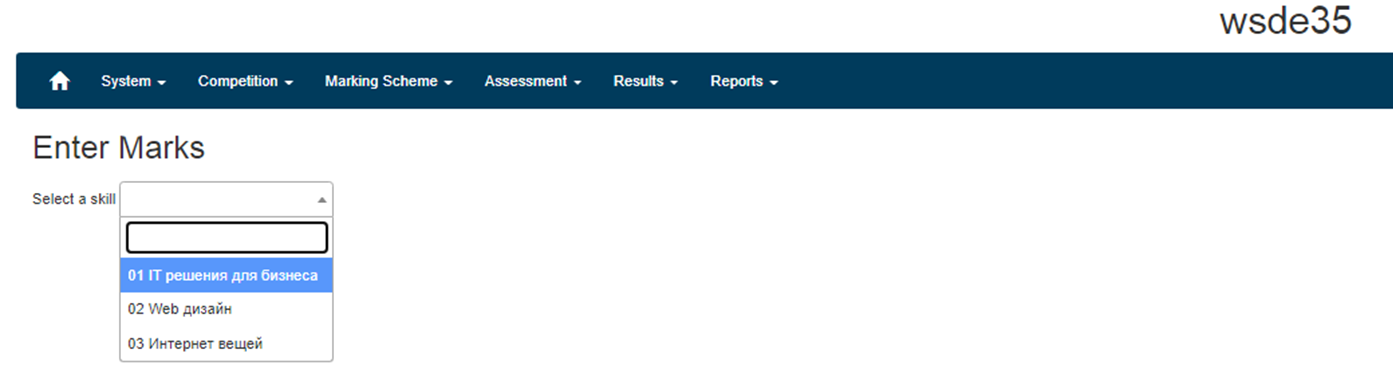 wsde35
System Competition Marking Scheme Assessment Results Reports
Enter Marks
Select a skill
01 IT решения для бизнеса
02 Web дизайн
03 Интернет вещей